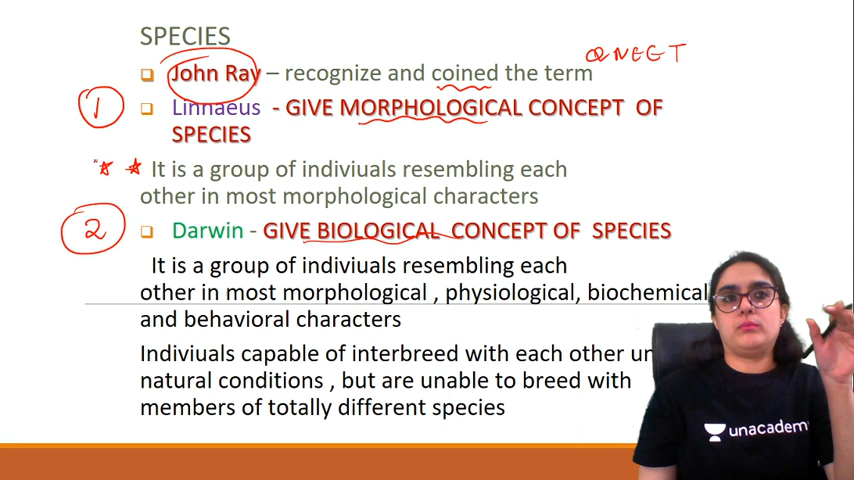 SPECIES
QNEET
John Ray – recognize and coined the term
1
Linnaeus - GIVE MORPHOLOGICAL CONCEPT OF
SPECIES
It is a group of indiviuals resembling each
other in most morphological characters
2
Darwin - GIVE BIOLOGICAL CONCEPT OF SPECIES
It is a group of indiviuals resembling each
other in most morphological , physiological, biochemical
and behavioral characters
Indiviuals capable of interbreed with each other un
natural conditions , but are unable to breed with
members of totally different species
unacademy